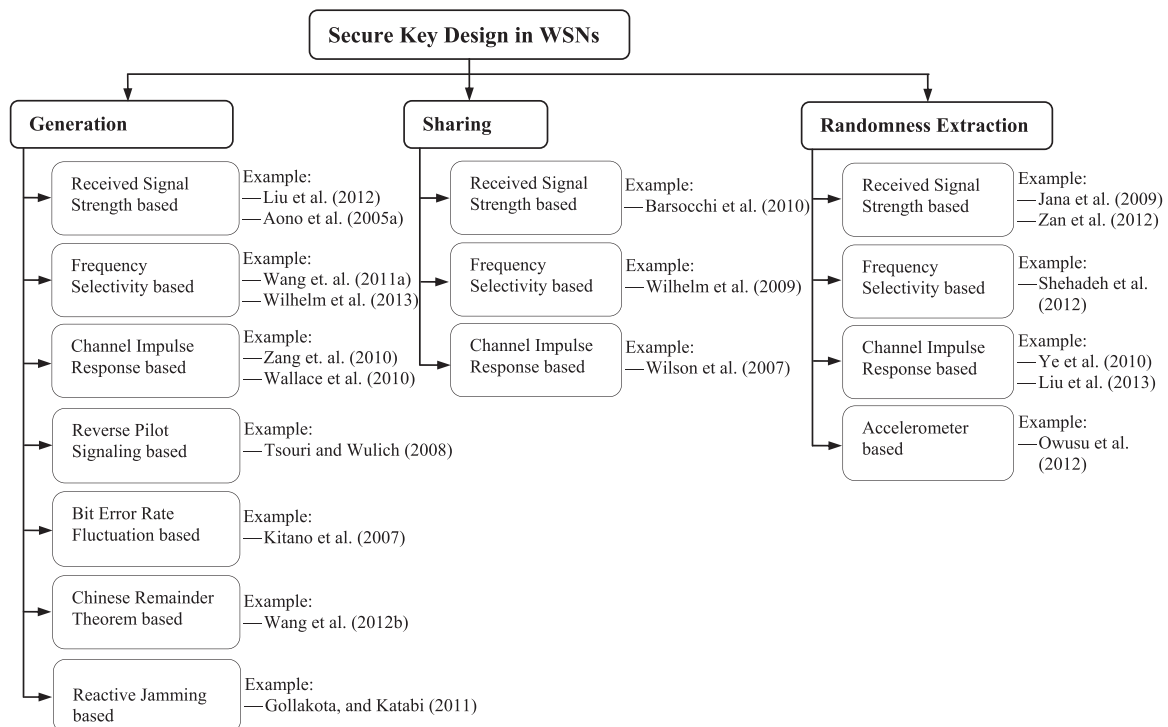 Secure Key Design in WSNs
Generation
Received Signal
Strength based
Example:
—Liu et al. (2012)
—Aono et al. (2005a)
Frequency
Selectivity based
Example:
—Wang et. al. (2011a)
—Wilhelm et al. (2013)
Channel Impulse
Response based
Example:
—Zang et. al. (2010)
—Wallace et al. (2010)
Reverse Pilot
Signaling based
Example:
—Tsouri and Wulich (2008)
Bit Error Rate
Fluctuation based
Example:
—Kitano et al. (2007)
Chinese Remainder
Theorem based
Example:
—Wang et al. (2012b)
Reactive Jamming
based
Example:
—Gollakota, and Katabi (2011)
Sharing
Received Signal
Strength based
Example:
—Barsocchi et al. (2010)
Frequency
Selectivity based
Example:
—Wilhelm et al. (2009)
Channel Impulse
Response based
Example:
—Wilson et al. (2007)
Randomness Extraction
Received Signal
Strength based
Example:
—Jana et al. (2009)
—Zan et al. (2012)
Frequency
Selectivity based
Example:
—Shehadeh et al.
(2012)
Channel Impulse
Response based
Example:
—Ye et al. (2010)
—Liu et al. (2013)
Accelerometer
based
Example:
—Owusu et al.
(2012)